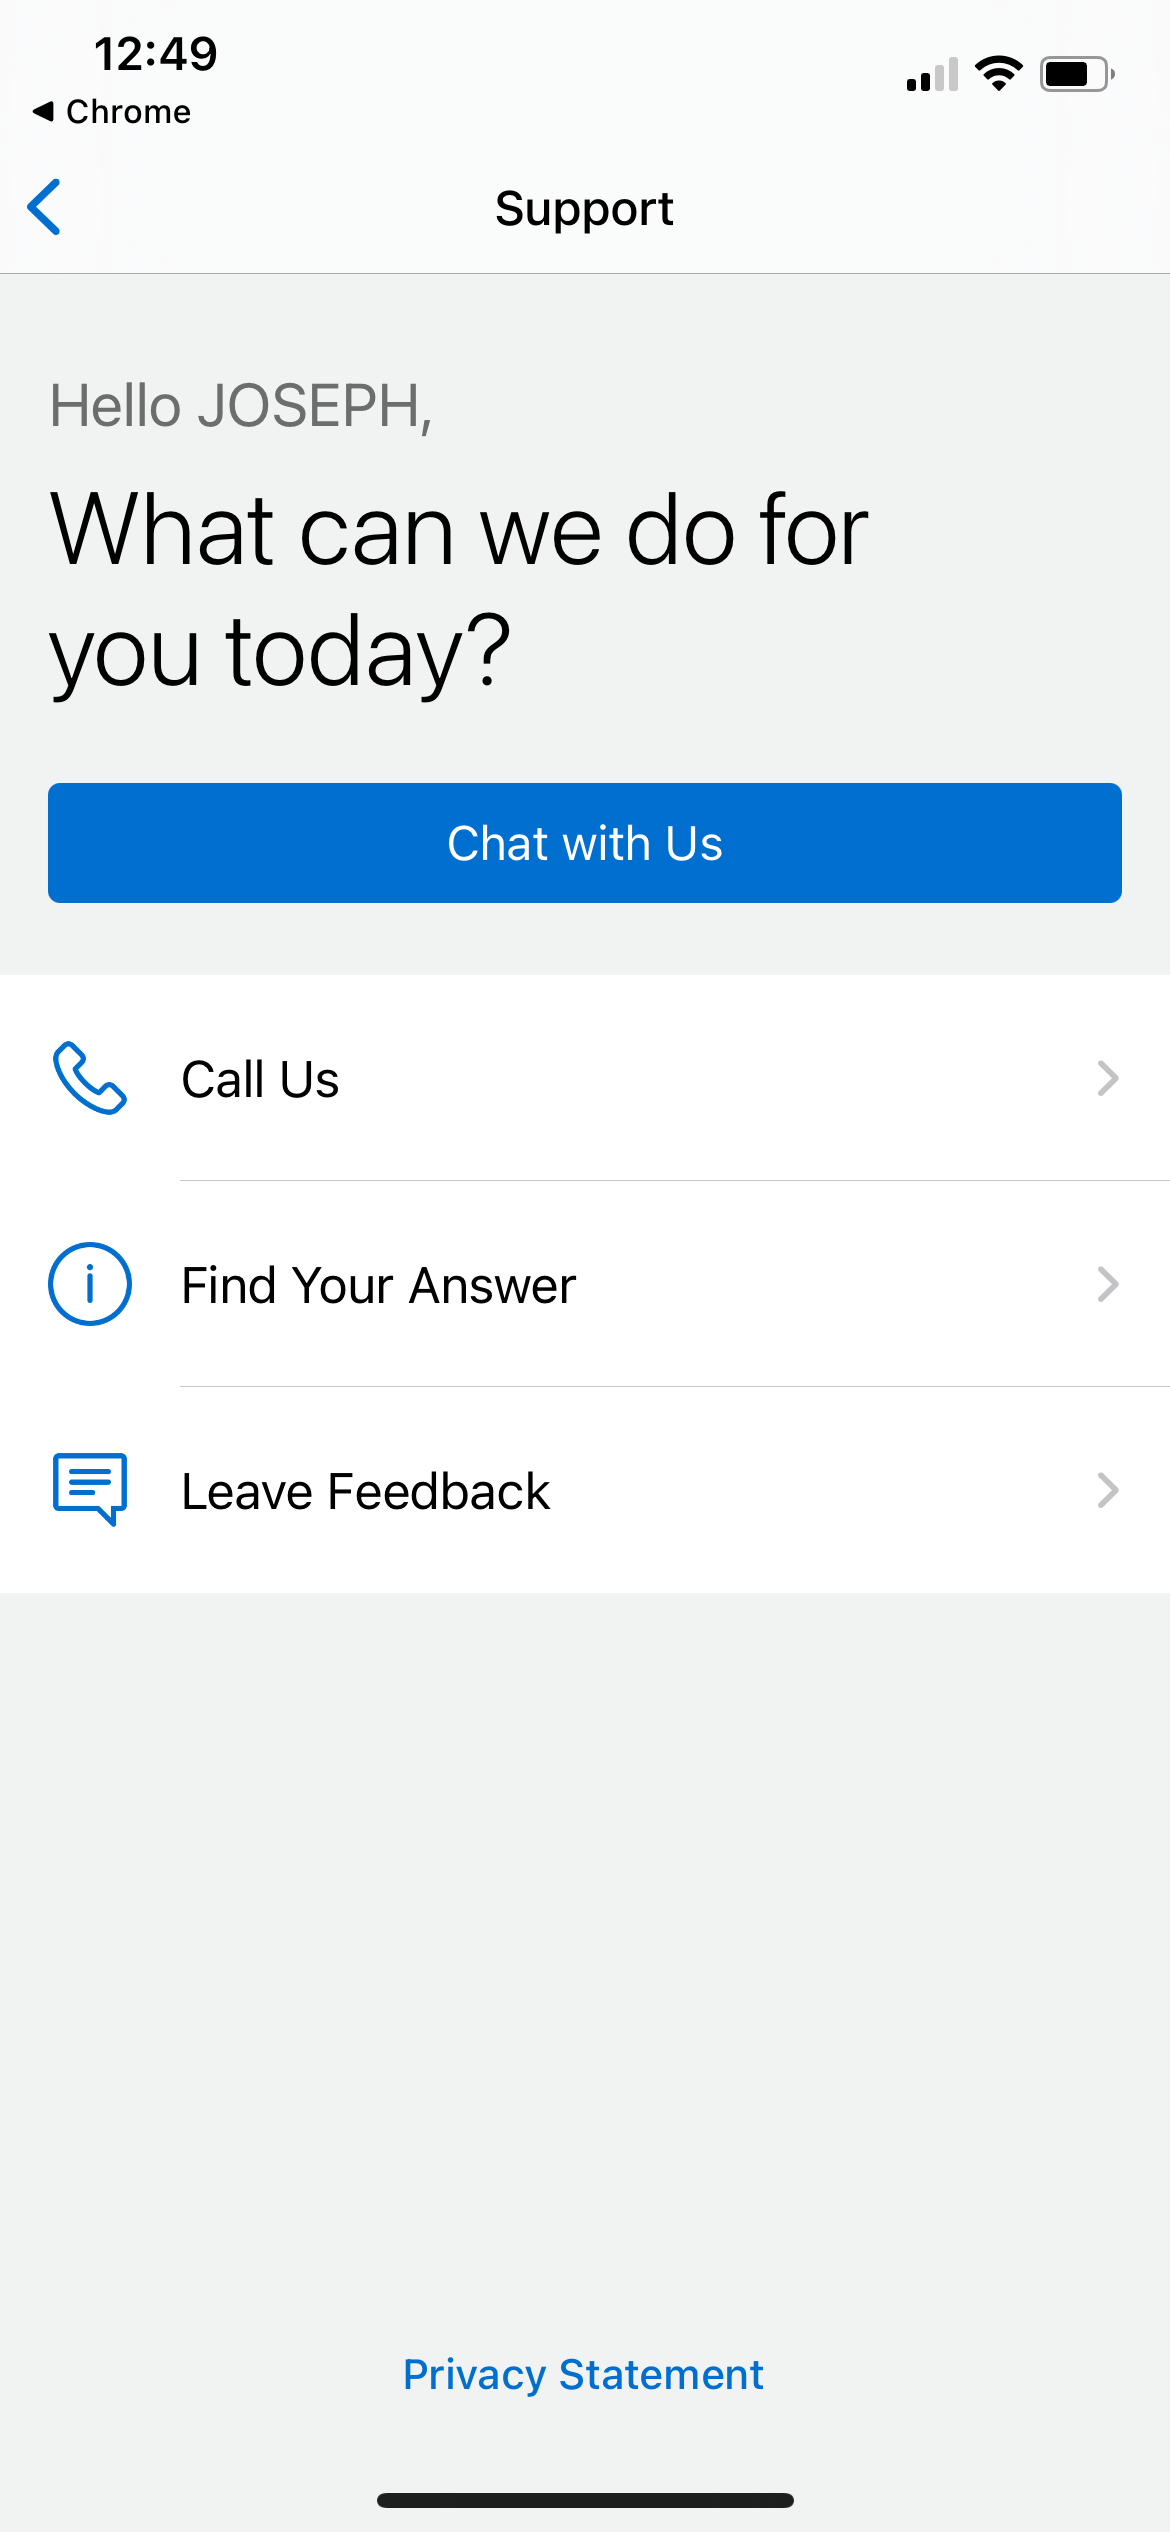 12:49
◀ Chrome
Support
Hello JOSEPH,
What can we do for
you today?
Chat with Us
Call Us
Find Your Answer
Leave Feedback
Privacy Statement